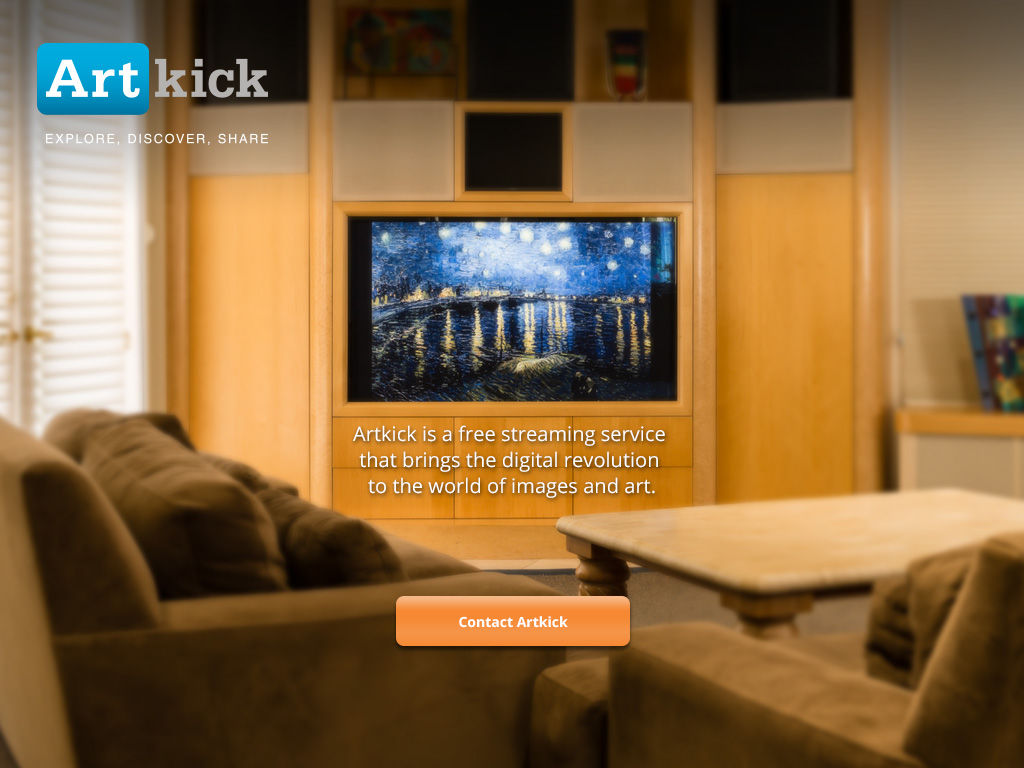 Artkick
EXPLORE, DISCOVER, SHARE
Artkick is a free streaming service
that brings the digital revolution
to the world of images and art.
Contact Artkick